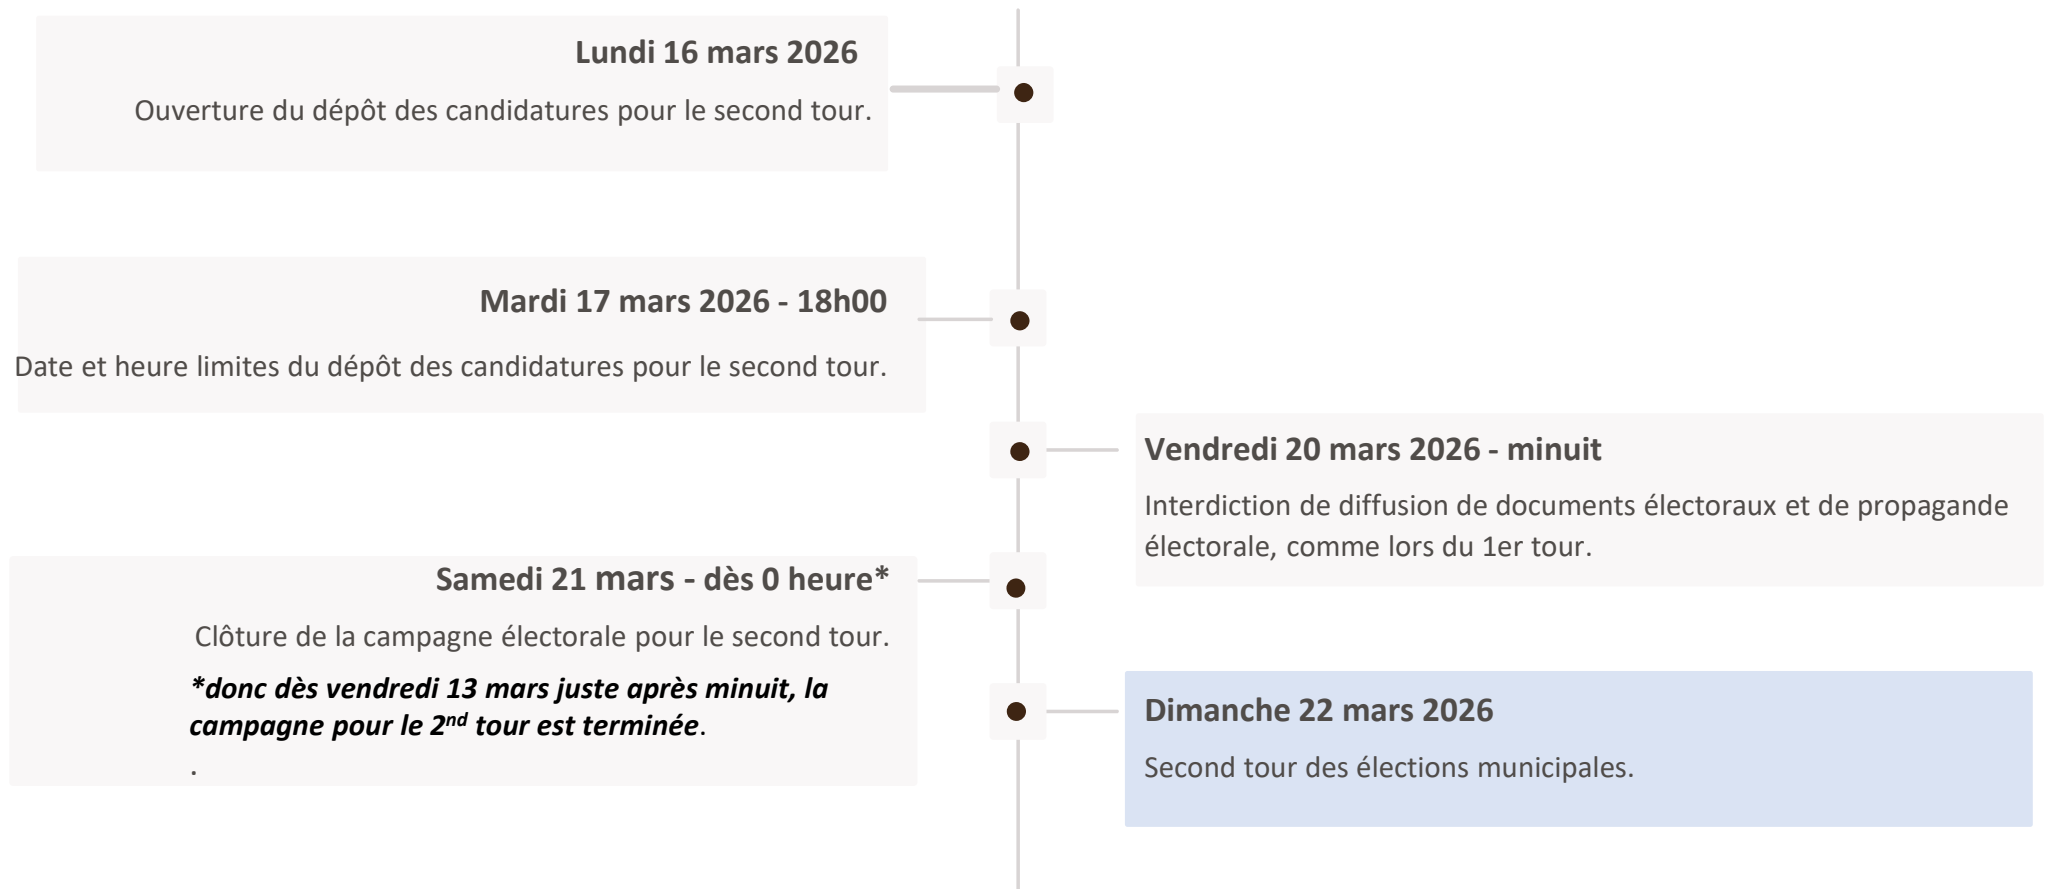 Lundi 16 mars 2026
Ouverture du dépôt des candidatures pour le second tour.
Mardi 17 mars 2026 - 18h00
Date et heure limites du dépôt des candidatures pour le second tour.
Vendredi 20 mars 2026 - minuit
Interdiction de diffusion de documents électoraux et de propagande
électorale, comme lors du 1er tour.
Samedi 21 mars - dès 0 heure*
Clôture de la campagne électorale pour le second tour.
*donc dès vendredi 13 mars juste après minuit, la
campagne pour le 2nd tour est terminée.
.
Dimanche 22 mars 2026
Second tour des élections municipales.